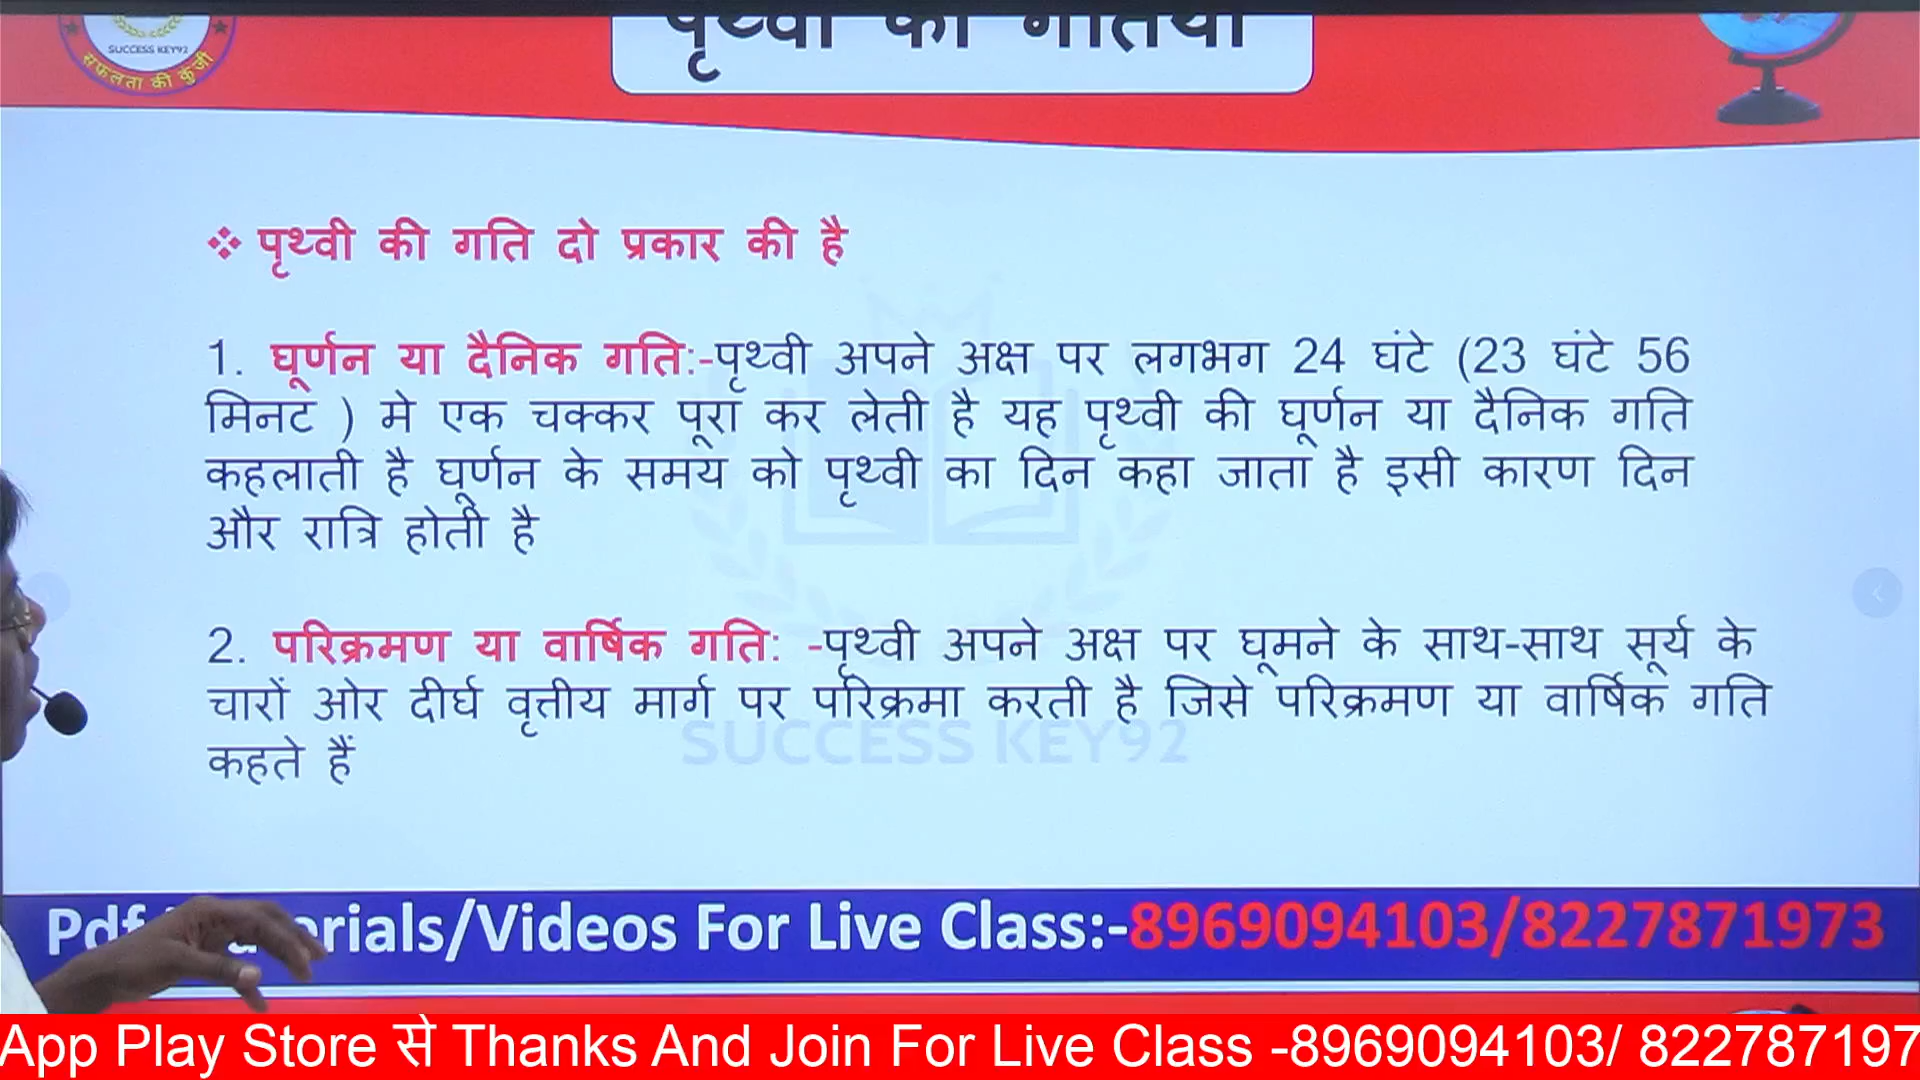 पृथ्वी की गतियाँ
SUCCESS KEY92
सफलता की कुंजी
❖ पृथ्वी की गति दो प्रकार की है
1. घूर्णन या दैनिक गति:-पृथ्वी अपने अक्ष पर लगभग 24 घंटे (23 घंटे 56
मिनट ) मे एक चक्कर पूरा कर लेती है यह पृथ्वी की घूर्णन या दैनिक गति
कहलाती है घूर्णन के समय को पृथ्वी का दिन कहा जाता है इसी कारण दिन
और रात्रि होती है
2. परिक्रमण या वार्षिक गति: -पृथ्वी अपने अक्ष पर घूमने के साथ-साथ सूर्य के
चारों ओर दीर्घ वृत्तीय मार्ग पर परिक्रमा करती है जिसे परिक्रमण या वार्षिक गति
कहते हैं
SUCCESS KEY92
/Videos For Live Class:-8969094103/8227871973
App Play Store से Thanks And Join For Live Class -8969094103/ 822787197